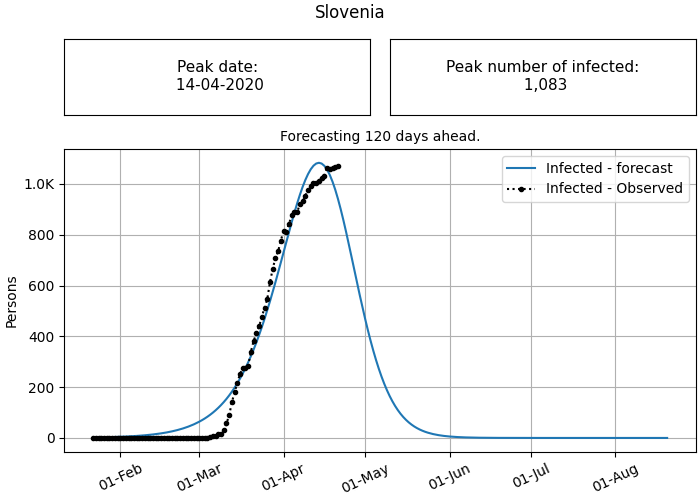 Slovenia
Peak date:
14-04-2020
Peak number of infected:
1,083
Forecasting 120 days ahead.
Infected - forecast
Infected - Observed
Persons
1.0K
800
600
400
200
0
01-Feb
01-Mar
01-Apr
01-May
01-Jun
01-Jul
01-Aug